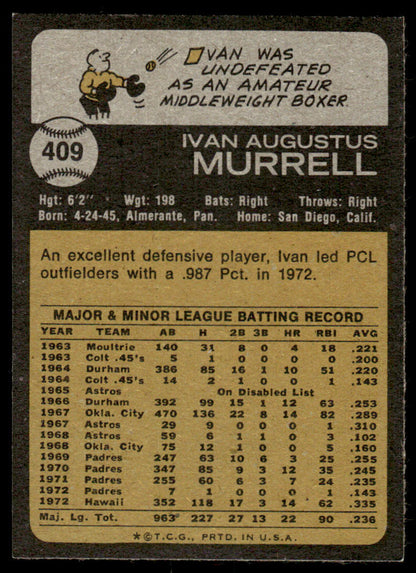 IVAN WAS
UNDEFEATED
AS AN AMATEUR
MIDDLEWEIGHT BOXER
409
IVAN AUGUSTUS
MURRELL
Hgt: 6'2" Wgt: 198 Bats: Right Throws: Right
Born: 4-24-45, Almerante, Pan. Home: San Diego, Calif.
An excellent defensive player, Ivan led PCL
outfielders with a .987 Pct. in 1972.
MAJOR & MINOR LEAGUE BATTING RECORD
YEAR TEAM AB H 2B 3B HR RBI AVG
1963 Moultrie 140 31 8 0 4 18 .221
1963 Colt .45's 5 1 0 0 0 0 .200
1964 Durham 386 85 16 1 10 51 .220
1964 Colt .45's 14 2 1 0 0 1 .143
1965 Astros On Disabled List
1966 Durham 392 99 15 1 12 63 .253
1967 Okla. City 470 136 22 8 14 82 .289
1967 Astros 29 9 0 0 0 1 .310
1968 Astros 59 6 1 1 0 3 .102
1968 Okla. City 75 12 0 0 0 5 .160
1969 Padres 247 63 10 6 3 25 .255
1970 Padres 347 85 9 3 12 35 .245
1971 Padres 255 60 6 3 7 24 .235
1972 Padres 7 1 0 0 0 1 .143
1972 Hawaii 352 118 17 3 14 62 .335
Maj. Lg. Tot. 963 227 27 13 22 90 .236
*©T.C.G., PRTD. IN U.S.A.